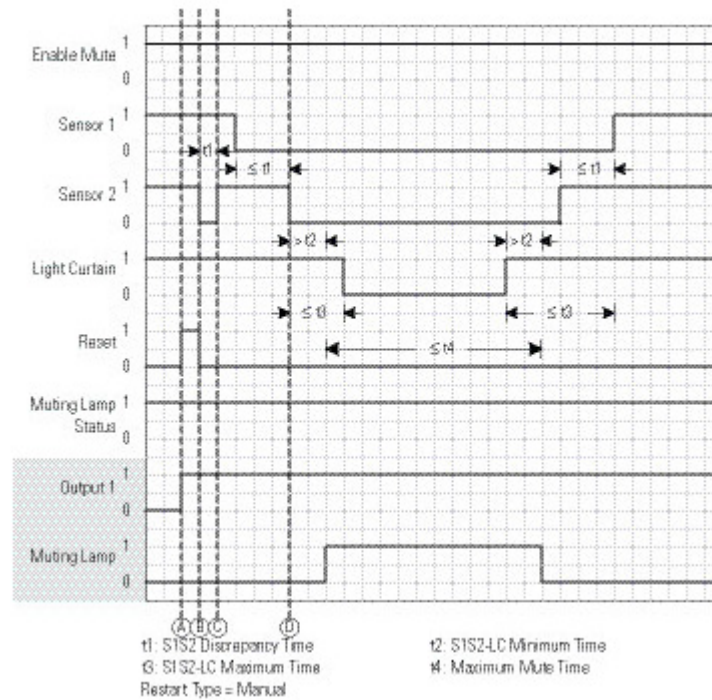 Enable Mute 1
0
Sensor 1 1
0
t1
≤ t1
≤ t1
Sensor 2 1
0
> t2
> t2
Light Curtain 1
0
≤ t3
≤ t3
Reset 1
0
≤ t4
Muting Lamp Status 1
0
Output 1 1
0
Muting Lamp 1
0
A B C D
t1: S1S2 Discrepancy Time
t2: S1S2-LC Minimum Time
t3: S1S2-LC Maximum Time
t4: Maximum Mute Time
Restart Type = Manual